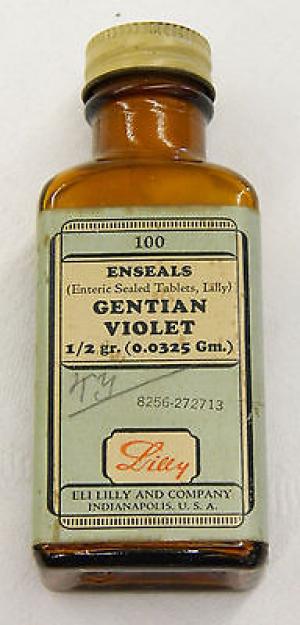 100
ENSEALS
(Enteric Sealed Tablets, Lilly)
GENTIAN
VIOLET
1/2 gr. (0.0325 Gm.)
8256-272713
Lilly
ELI LILLY AND COMPANY
INDIANAPOLIS, U. S. A.